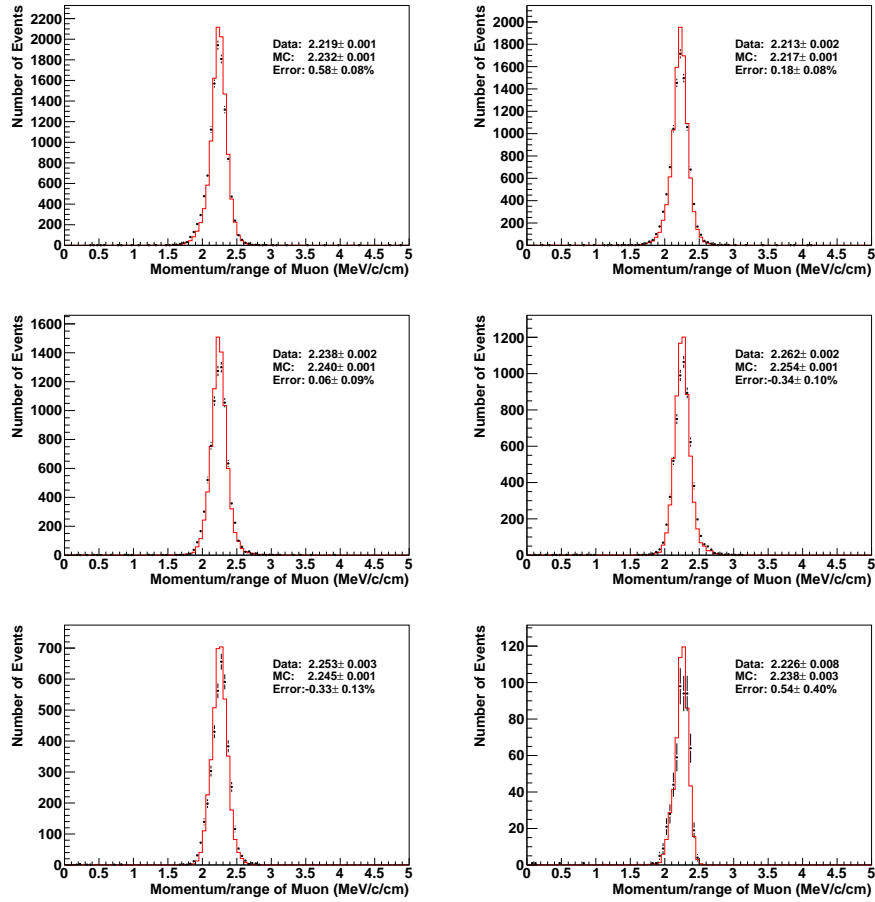 Number of Events
2200
2000
1800
1600
1400
1200
1000
800
600
400
200
0
Data: 2.219± 0.001
MC: 2.232± 0.001
Error: 0.58± 0.08%
0 0.5 1 1.5 2 2.5 3 3.5 4 4.5 5
Momentum/range of Muon (MeV/c/cm)
Number of Events
2000
1800
1600
1400
1200
1000
800
600
400
200
0
Data: 2.213± 0.002
MC: 2.217± 0.001
Error: 0.18± 0.08%
0 0.5 1 1.5 2 2.5 3 3.5 4 4.5 5
Momentum/range of Muon (MeV/c/cm)
Number of Events
1600
1400
1200
1000
800
600
400
200
0
Data: 2.238± 0.002
MC: 2.240± 0.001
Error: 0.06± 0.09%
0 0.5 1 1.5 2 2.5 3 3.5 4 4.5 5
Momentum/range of Muon (MeV/c/cm)
Number of Events
1200
1000
800
600
400
200
0
Data: 2.262± 0.002
MC: 2.254± 0.001
Error:-0.34± 0.10%
0 0.5 1 1.5 2 2.5 3 3.5 4 4.5 5
Momentum/range of Muon (MeV/c/cm)
Number of Events
700
600
500
400
300
200
100
0
Data: 2.253± 0.003
MC: 2.245± 0.001
Error:-0.33± 0.13%
0 0.5 1 1.5 2 2.5 3 3.5 4 4.5 5
Momentum/range of Muon (MeV/c/cm)
Number of Events
120
100
80
60
40
20
0
Data: 2.226± 0.008
MC: 2.238± 0.003
Error: 0.54± 0.40%
0 0.5 1 1.5 2 2.5 3 3.5 4 4.5 5
Momentum/range of Muon (MeV/c/cm)